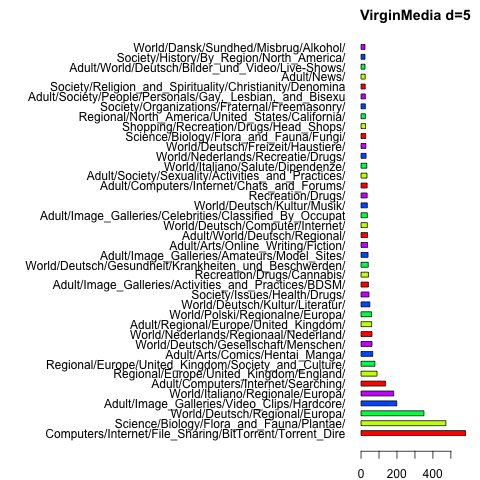 VirginMedia d=5
World/Dansk/Sundhed/Misbrug/Alkohol/
Society/History/By_Region/North_America/
Adult/World/Deutsch/Bilder_und_Video/Live-Shows/
Adult/News/
Society/Religion_and_Spirituality/Christianity/Denomina
Adult/Society/People/Personals/Gay,_Lesbian,_and_Bisexu
Society/Organizations/Fraternal/Freemasonry/
Regional/North_America/United_States/California/
Shopping/Recreation/Drugs/Head_Shops/
Science/Biology/Flora_and_Fauna/Fungi/
World/Deutsch/Freizeit/Haustiere/
World/Nederlands/Recreatie/Drugs/
World/Italiano/Salute/Dipendenze/
Adult/Society/Sexuality/Activities_and_Practices/
Adult/Computers/Internet/Chats_and_Forums/
Recreation/Drugs/
World/Deutsch/Kultur/Musik/
Adult/Image_Galleries/Celebrities/Classified_By_Occupat
World/Deutsch/Computer/Internet/
Adult/World/Deutsch/Regional/
Adult/Arts/Online_Writing/Fiction/
Adult/Image_Galleries/Amateurs/Model_Sites/
World/Deutsch/Gesundheit/Krankheiten_und_Beschwerden/
Recreation/Drugs/Cannabis/
Adult/Image_Galleries/Activities_and_Practices/BDSM/
Society/Issues/Health/Drugs/
World/Deutsch/Kultur/Literatur/
World/Polski/Regionalne/Europa/
Adult/Regional/Europe/United_Kingdom/
World/Nederlands/Regionaal/Nederland/
World/Deutsch/Gesellschaft/Menschen/
Adult/Arts/Comics/Hentai_Manga/
Regional/Europe/United_Kingdom/Society_and_Culture/
Regional/Europe/United_Kingdom/England/
Adult/Computers/Internet/Searching/
World/Italiano/Regionale/Europa/
Adult/Image_Galleries/Video_Clips/Hardcore/
World/Deutsch/Regional/Europa/
Science/Biology/Flora_and_Fauna/Plantae/
Computers/Internet/File_Sharing/BitTorrent/Torrent_Dire
0 200 400